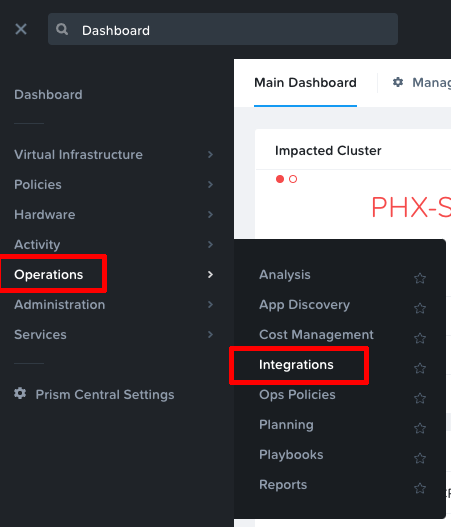 Dashboard
Main Dashboard
Manag
Dashboard
Impacted Cluster
Virtual Infrastructure
Policies
PHX-S
Hardware
Activity
Operations
Administration
Services
Prism Central Settings
Analysis
App Discovery
Cost Management
Integrations
Ops Policies
Planning
Playbooks
Reports